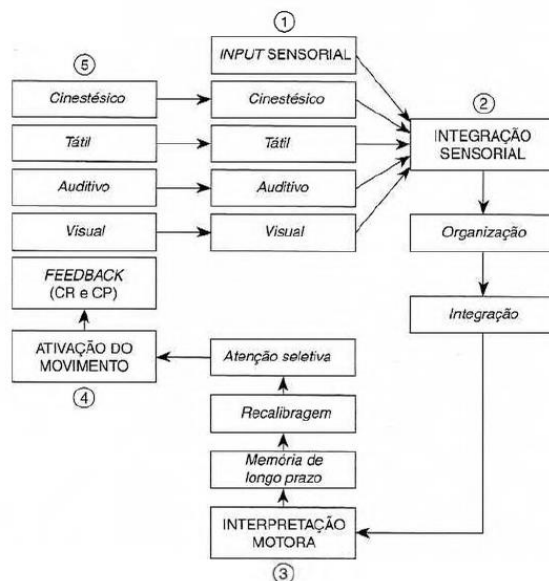 ①
INPUT SENSORIAL
⑤
Cinestésico
Cinestésico
②
INTEGRAÇÃO
SENSORIAL
Tátil
Tátil
Auditivo
Auditivo
Visual
Visual
Organização
FEEDBACK
(CR e CP)
Integração
ATIVAÇÃO DO
MOVIMENTO
④
Atenção seletiva
Recalibragem
Memória de
longo prazo
INTERPRETAÇÃO
MOTORA
③